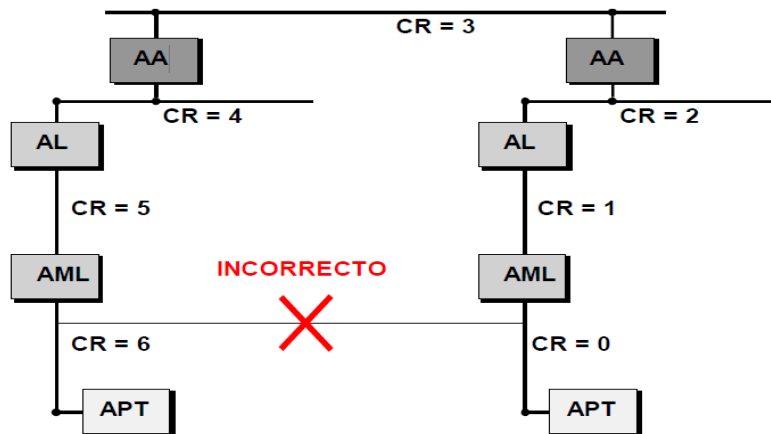 CR = 3
AA
AA
CR = 4
CR = 2
AL
AL
CR = 5
CR = 1
INCORRECTO
AML
AML
CR = 6
CR = 0
APT
APT